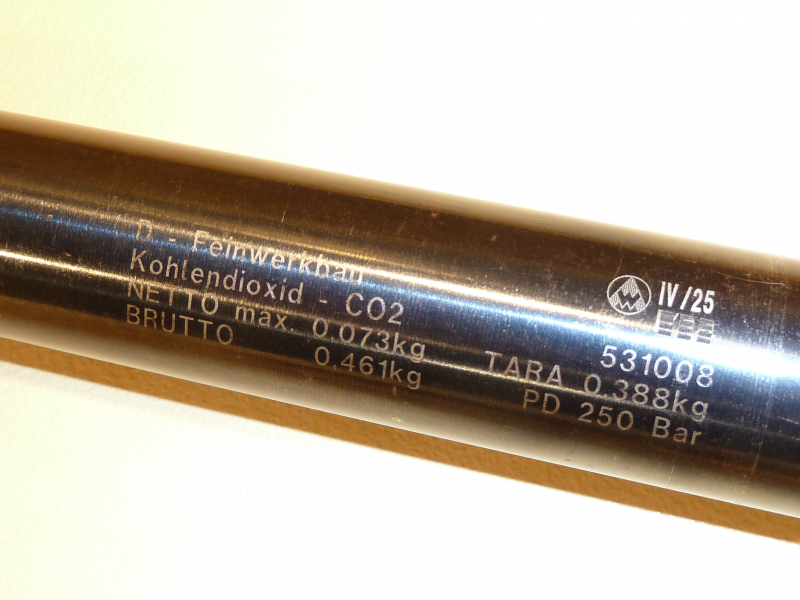 D - Feinwerkbau
Kohlendioxid - CO2
NETTO max. 0.073kg
BRUTTO 0.461kg
IV/25
531008
TARA 0.388kg
PD 250 Bar